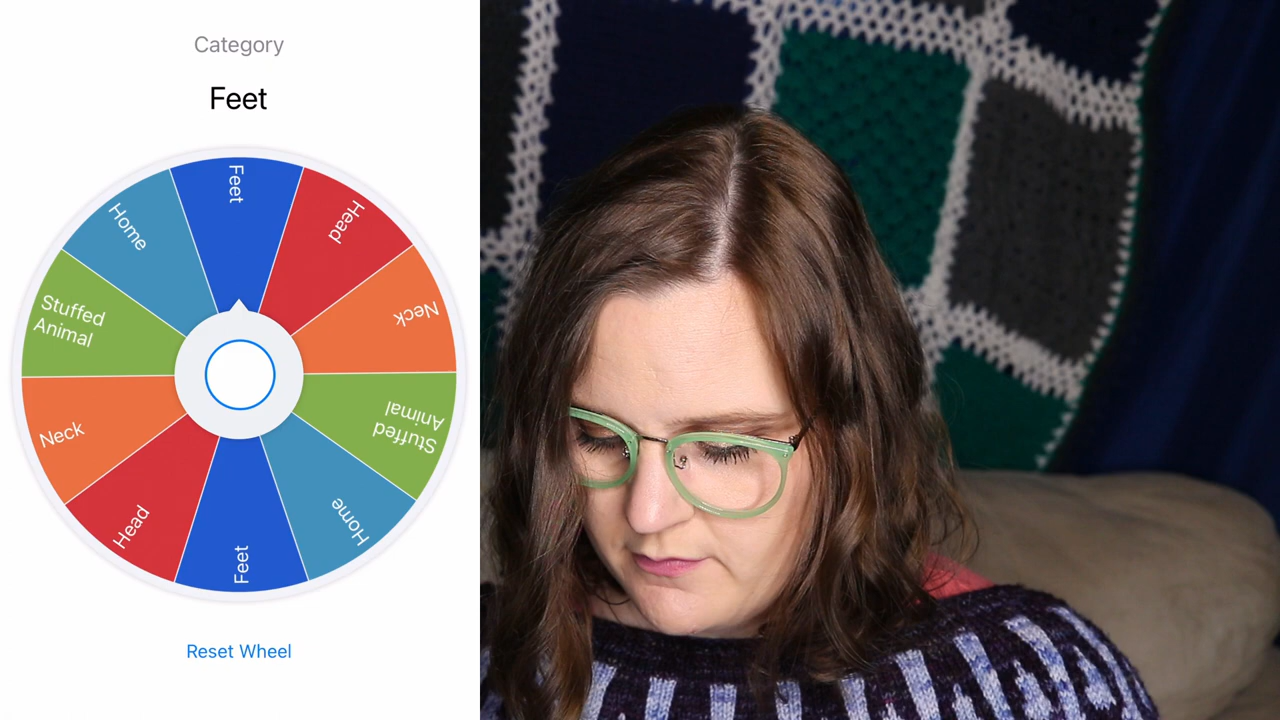 Category
Feet
Feet
Head
Neck
Stuffed
Animal
Home
Feet
Head
Neck
Stuffed
Animal
Home
Reset Wheel